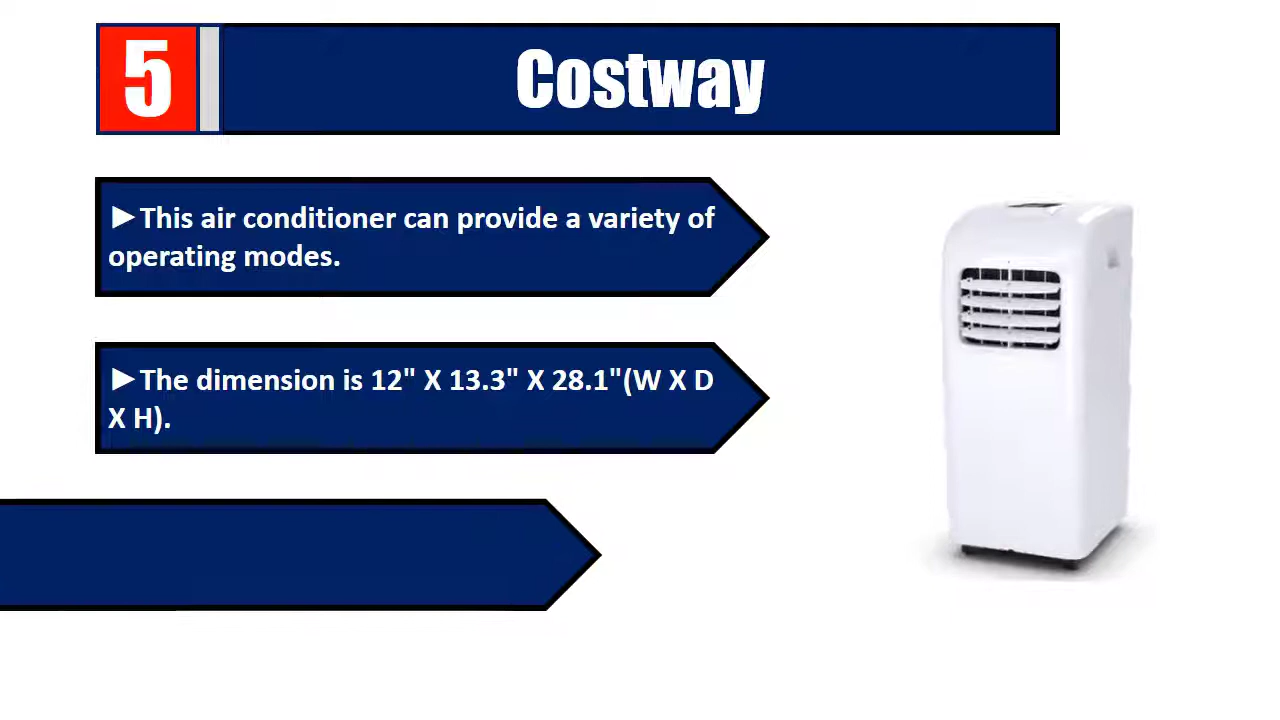 5
Costway
►This air conditioner can provide a variety of
operating modes.
►The dimension is 12" X 13.3" X 28.1"(W X D
X H).